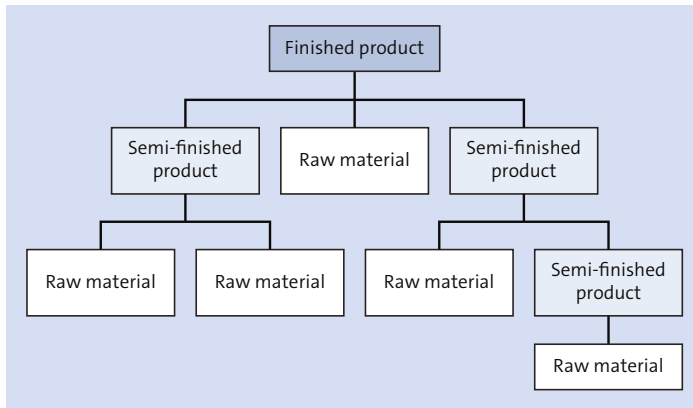 Finished product
Semi-finished
product
Raw material
Semi-finished
product
Raw material
Raw material
Raw material
Semi-finished
product
Raw material